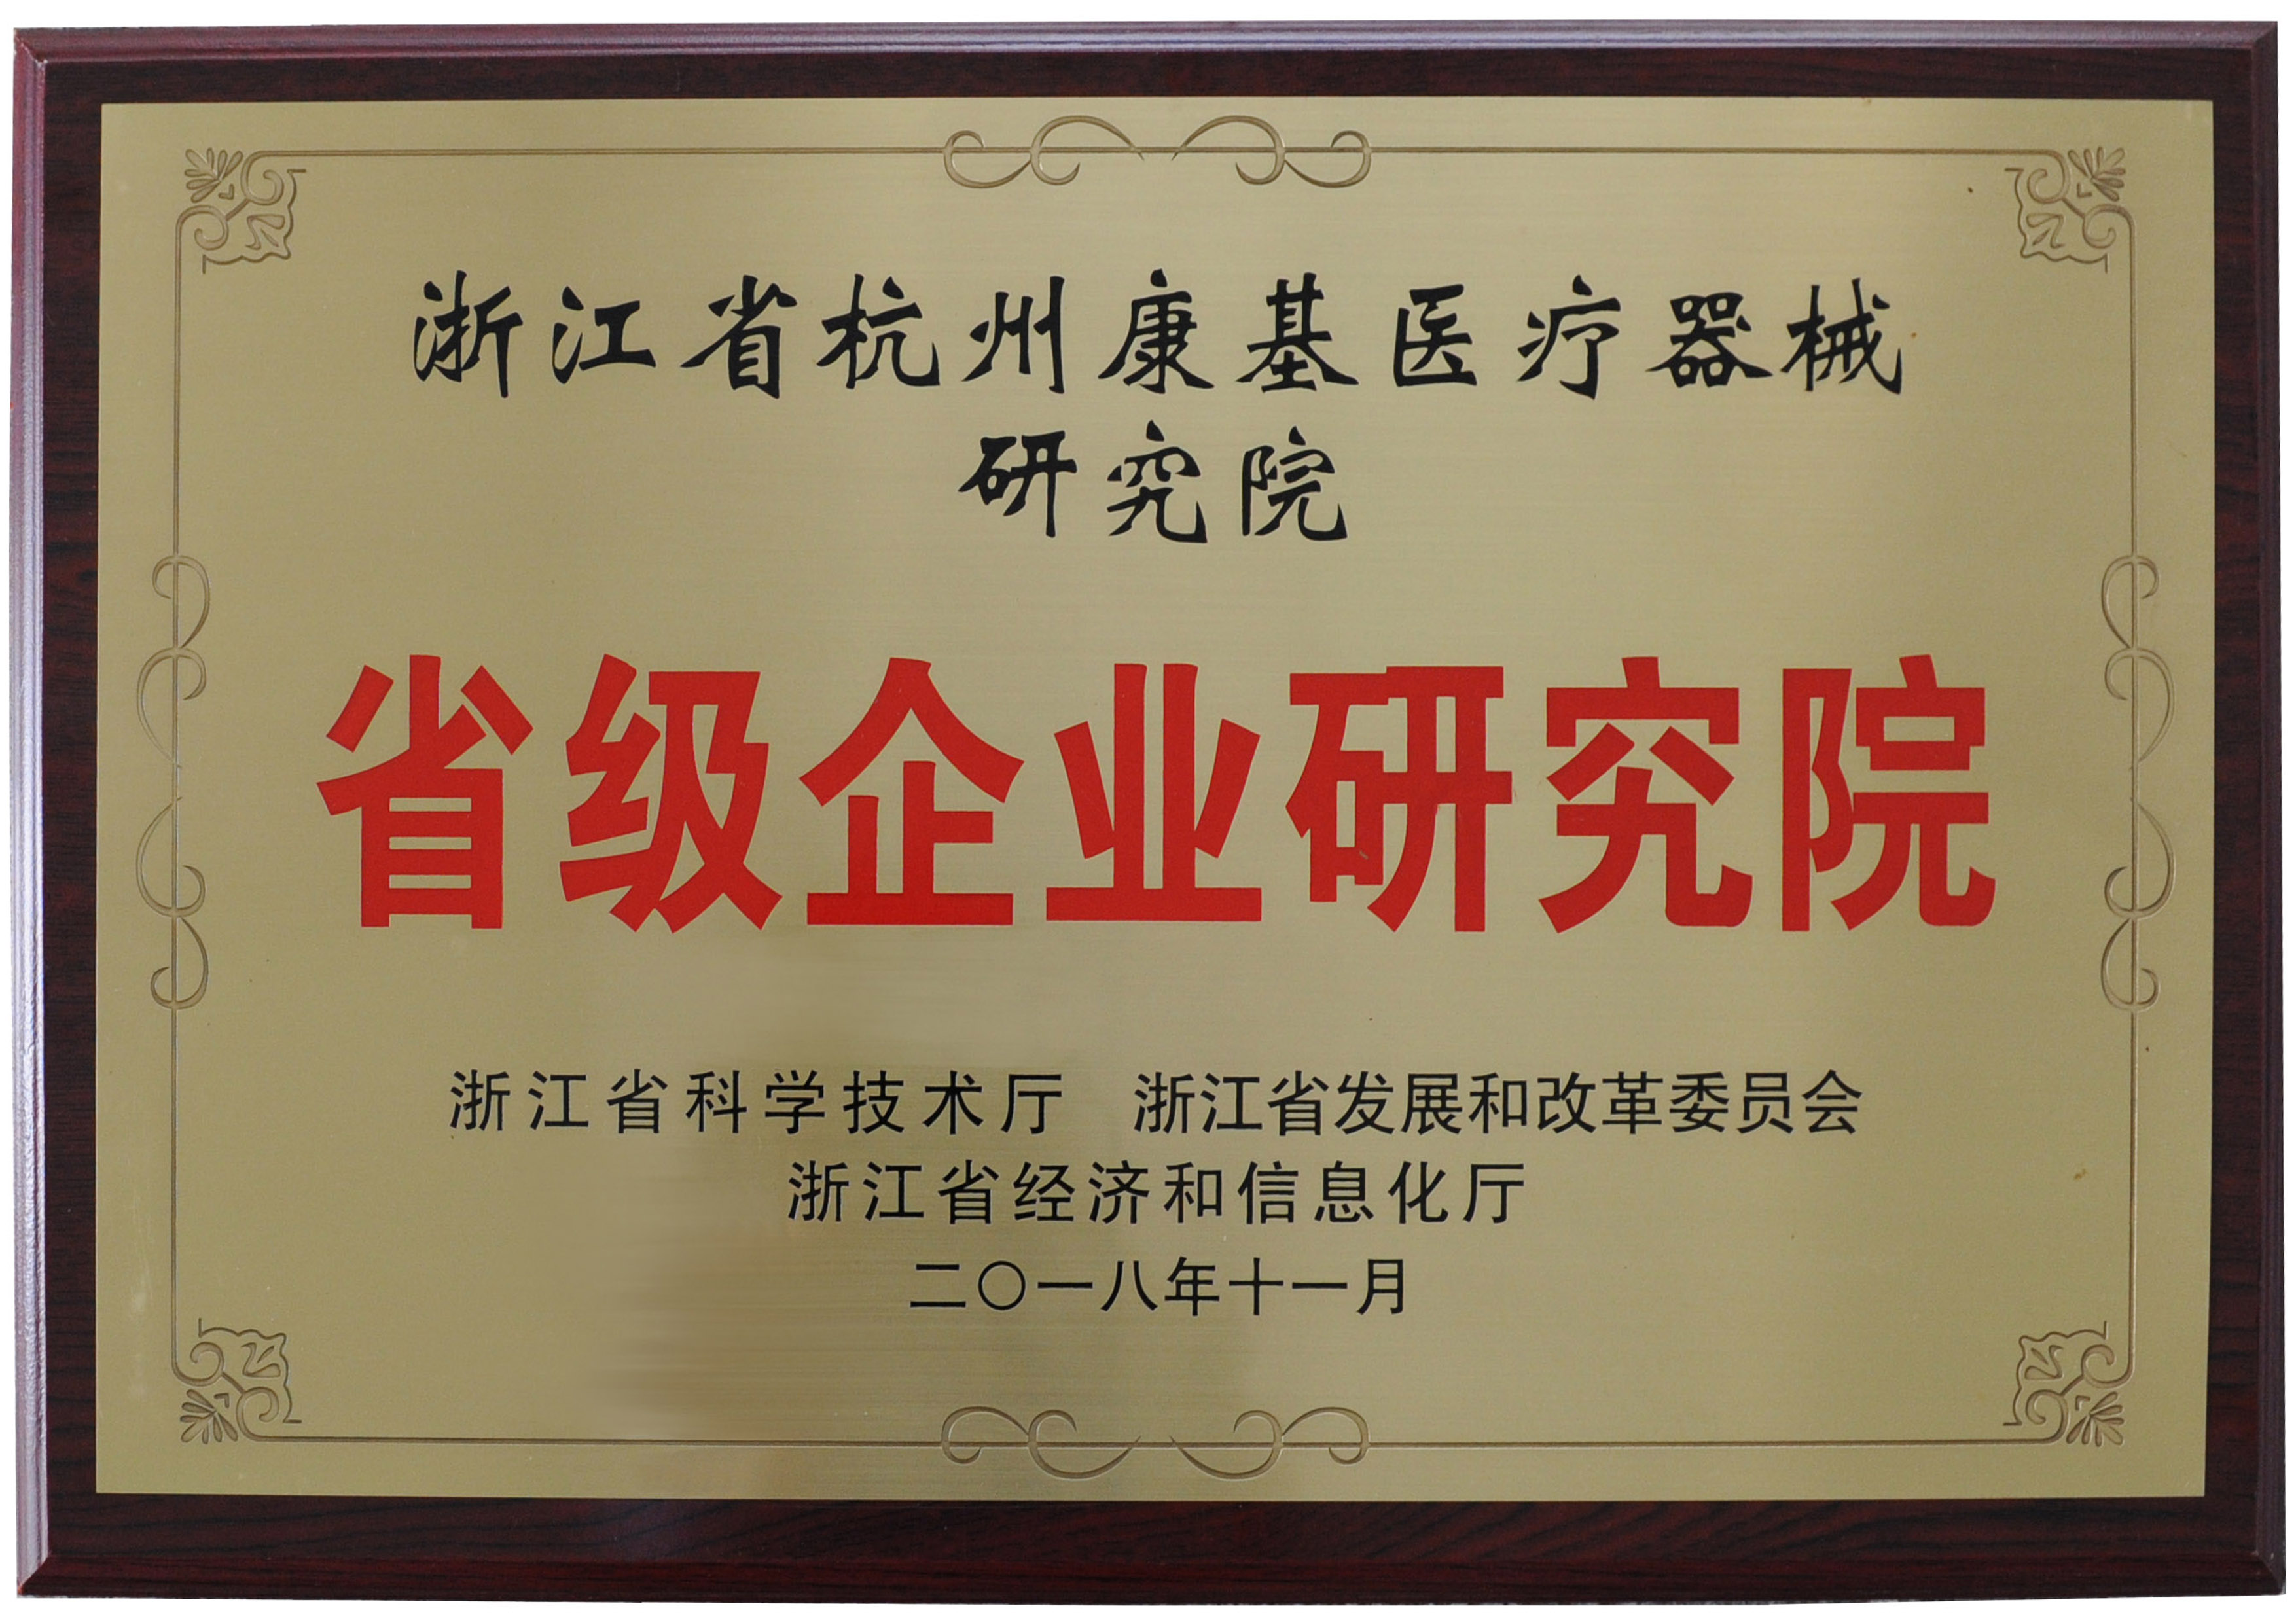 浙江省杭州康基医疗器械
研究院
省级企业研究院
浙江省科学技术厅 浙江省发展和改革委员会
浙江省经济和信息化厅
二〇一八年十一月